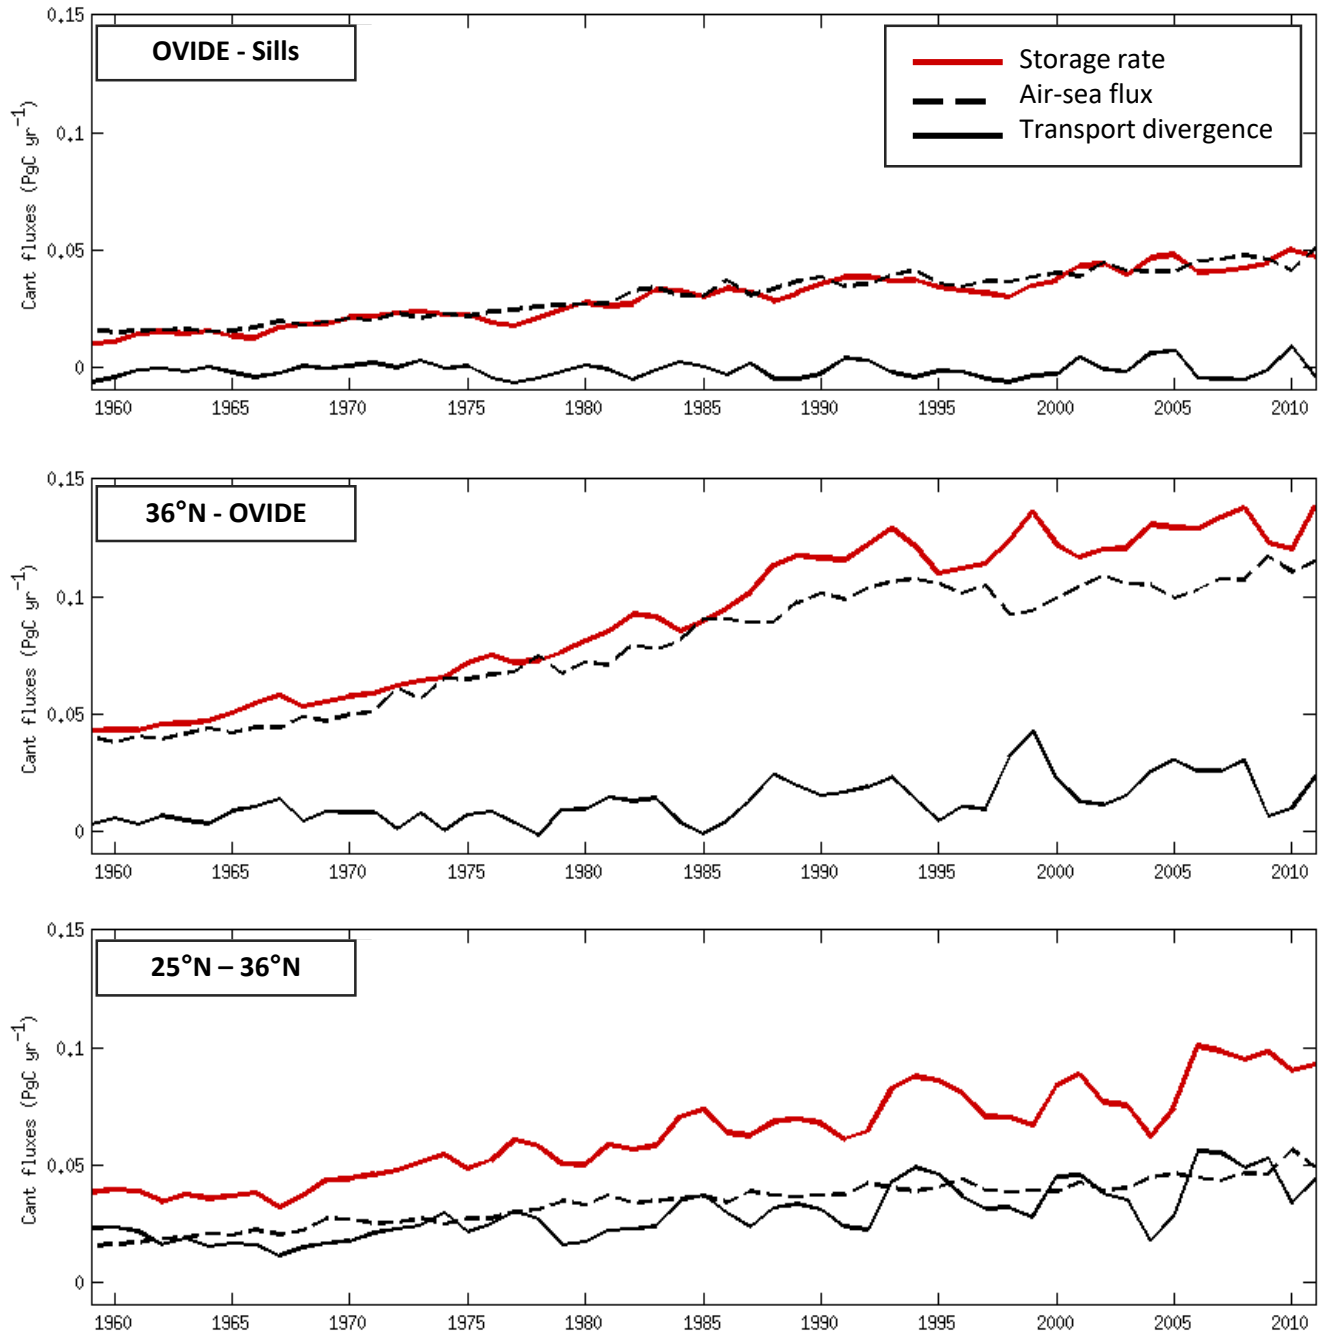 OVIDE - Sills
Storage rate
Air-sea flux
Transport divergence
Cant fluxes (PgC yr⁻¹)
0.15
0.1
0.05
0
1960 1965 1970 1975 1980 1985 1990 1995 2000 2005 2010
36°N - OVIDE
Cant fluxes (PgC yr⁻¹)
0.15
0.1
0.05
0
1960 1965 1970 1975 1980 1985 1990 1995 2000 2005 2010
25°N – 36°N
Cant fluxes (PgC yr⁻¹)
0.15
0.1
0.05
0
1960 1965 1970 1975 1980 1985 1990 1995 2000 2005 2010